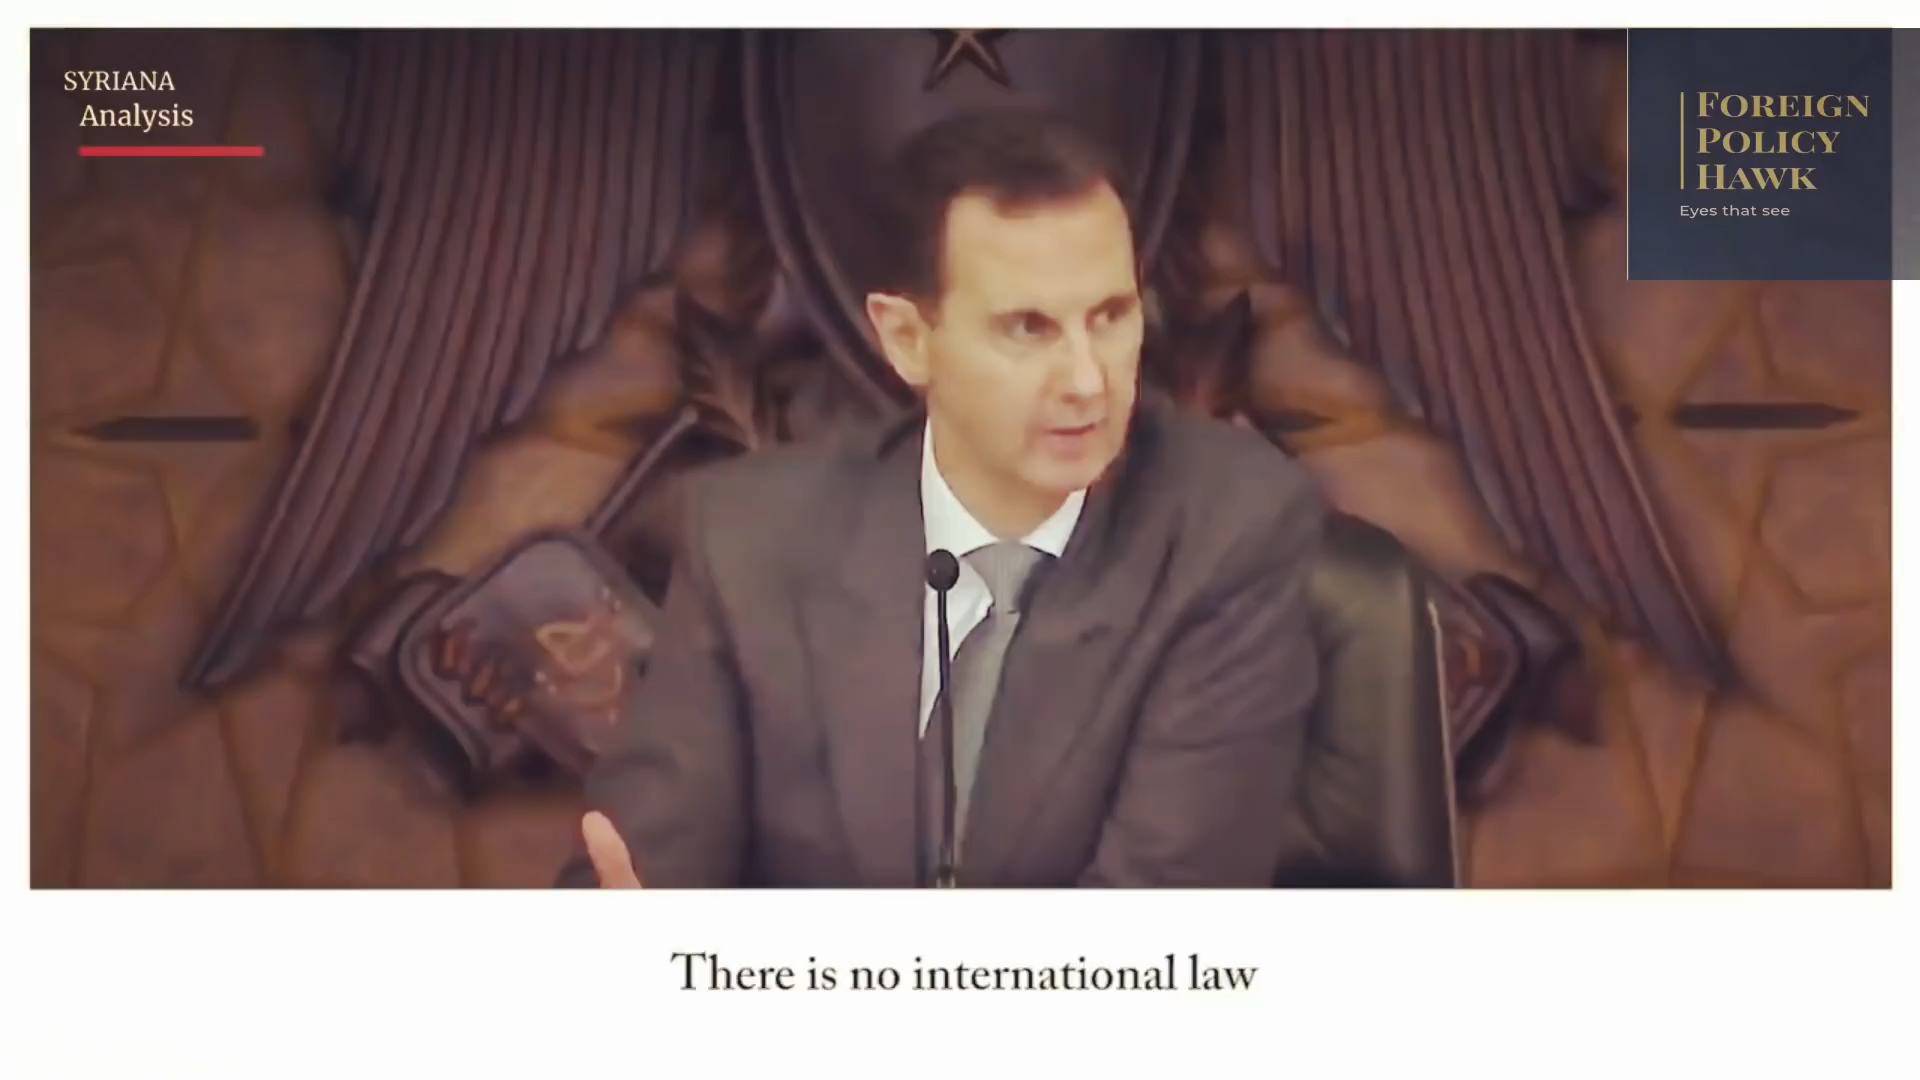 SYRIANA
Analysis
FOREIGN
POLICY
HAWK
Eyes that see
There is no international law